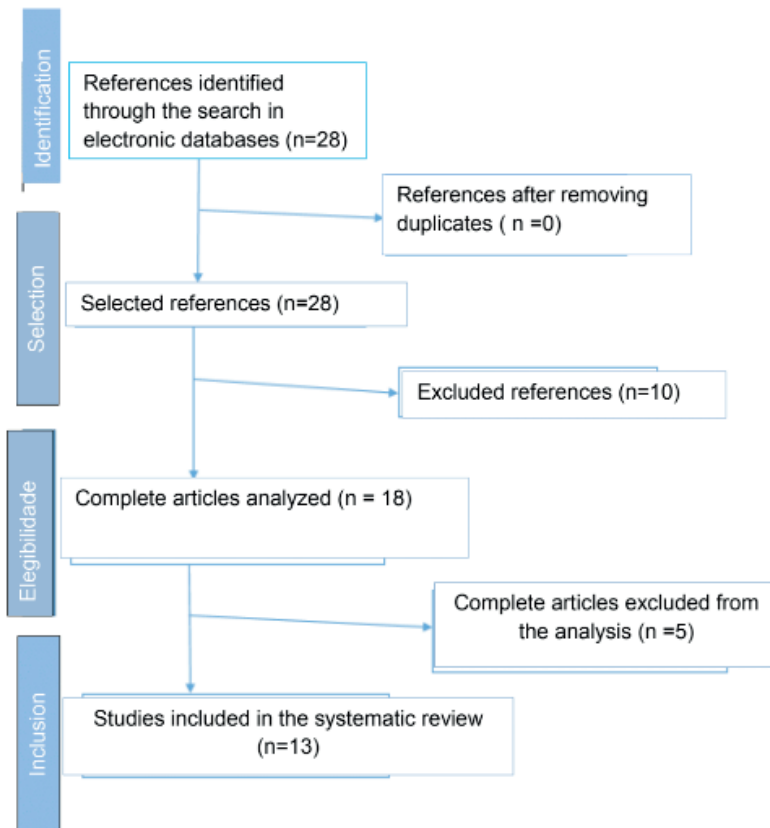 Identification
References identified
through the search in
electronic databases (n=28)
References after removing
duplicates ( n =0)
Selection
Selected references (n=28)
Excluded references (n=10)
Elegibilidade
Complete articles analyzed (n = 18)
Complete articles excluded from
the analysis (n =5)
Inclusion
Studies included in the systematic review
(n=13)